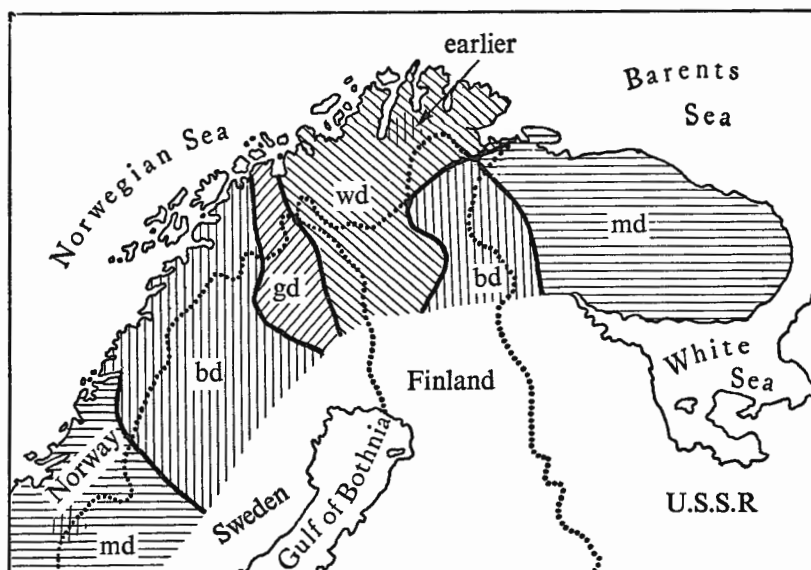 earlier
Barents
Sea
Norwegian Sea
wd
md
gd
bd
bd
Finland
White
Sea
Norway
Sweden
Gulf of Bothnia
U.S.S.R
md